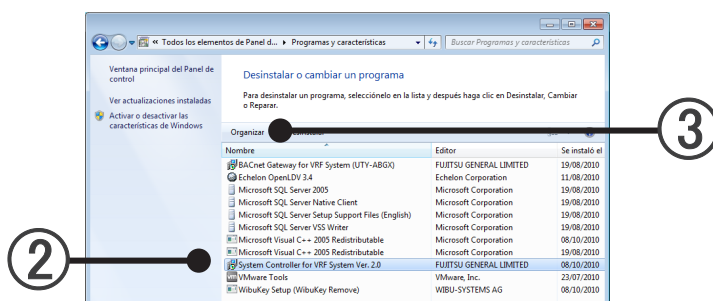 « Todos los elementos de Panel d... ▸ Programas y características
Buscar Programas y características
Ventana principal del Panel de
control
Ver actualizaciones instaladas
Activar o desactivar las
características de Windows
Desinstalar o cambiar un programa
Para desinstalar un programa, selecciónelo en la lista y después haga clic en Desinstalar, Cambiar
o Reparar.
Organizar
Nombre Editor Se instaló el
BACnet Gateway for VRF System (UTY-ABGX) FUJITSU GENERAL LIMITED 19/08/2010
Echelon OpenLDV 3.4 Echelon Corporation 11/08/2010
Microsoft SQL Server 2005 Microsoft Corporation 19/08/2010
Microsoft SQL Server Native Client Microsoft Corporation 19/08/2010
Microsoft SQL Server Setup Support Files (English) Microsoft Corporation 19/08/2010
Microsoft SQL Server VSS Writer Microsoft Corporation 19/08/2010
Microsoft Visual C++ 2005 Redistributable Microsoft Corporation 08/10/2010
Microsoft Visual C++ 2005 Redistributable Microsoft Corporation 19/08/2010
System Controller for VRF System Ver. 2.0 FUJITSU GENERAL LIMITED 08/10/2010
VMware Tools VMware, Inc. 23/07/2010
WibuKey Setup (WibuKey Remove) WIBU-SYSTEMS AG 08/10/2010
3
2